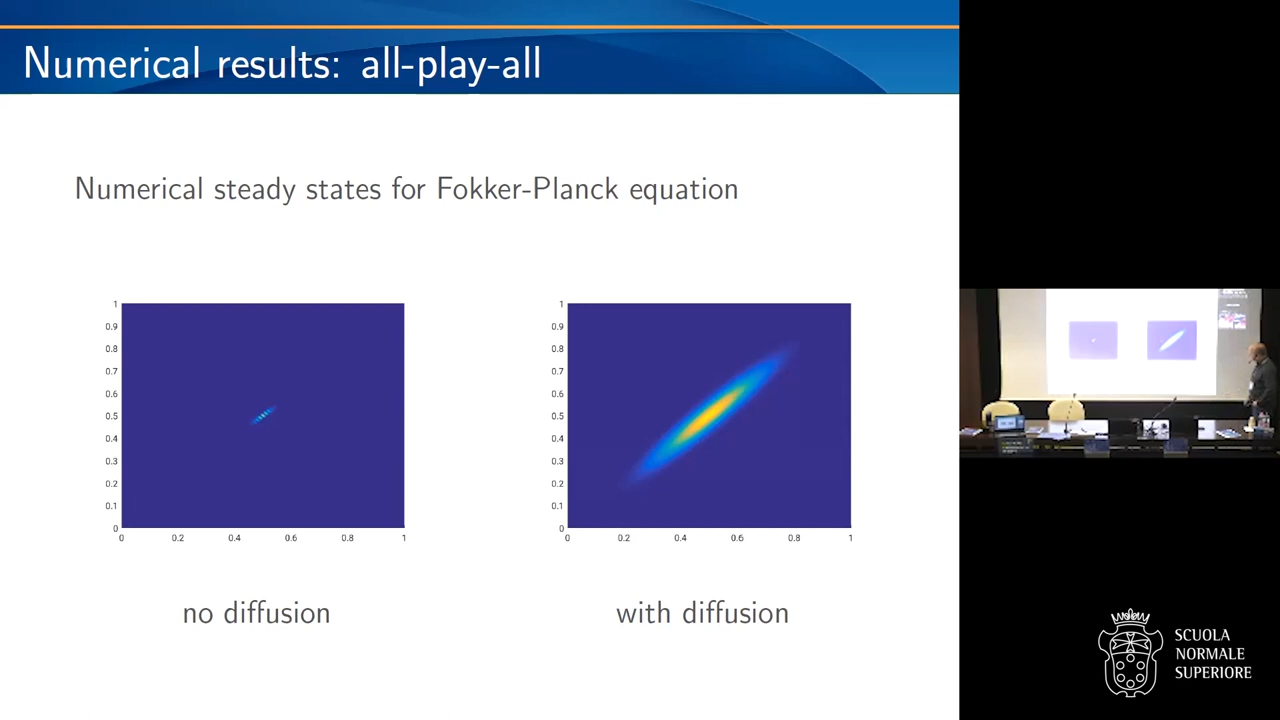 Numerical results: all-play-all
Numerical steady states for Fokker-Planck equation
1
0.9
0.8
0.7
0.6
0.5
0.4
0.3
0.2
0.1
0
0 0.2 0.4 0.6 0.8 1
1
0.9
0.8
0.7
0.6
0.5
0.4
0.3
0.2
0.1
0
0 0.2 0.4 0.6 0.8 1
no diffusion
with diffusion
SCUOLA
NORMALE
SUPERIORE